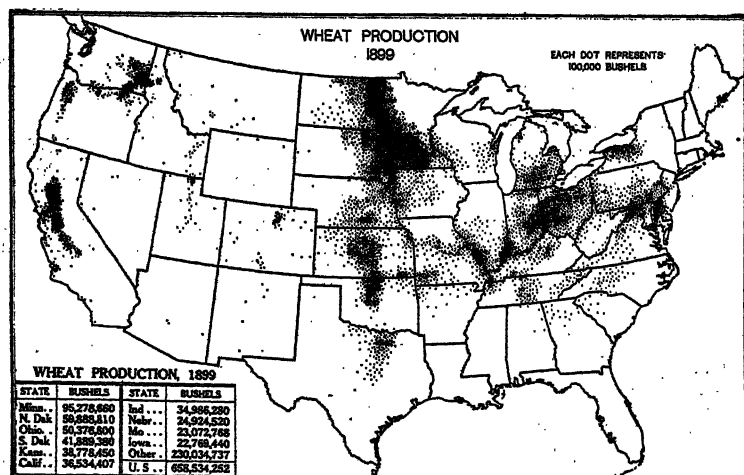 WHEAT PRODUCTION
1899
EACH DOT REPRESENTS
100,000 BUSHELS
WHEAT PRODUCTION, 1899
STATE BUSHELS STATE BUSHELS
Minn.. 95,278,660 Ind ... 34,986,280
N. Dak 59,888,810 Nebr.. 24,924,520
Ohio.. 50,376,800 Mo ... 23,072,768
S. Dak 41,889,380 Iowa.. 22,769,440
Kans.. 38,778,450 Other. 230,034,737
Calif.. 36,534,407 U. S .. 658,534,252